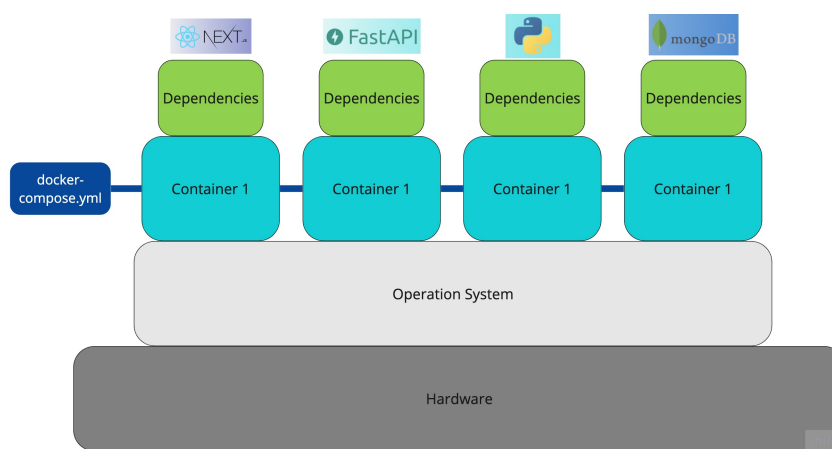 NEXT.JS
FastAPI
mongoDB
Dependencies
Dependencies
Dependencies
Dependencies
docker-
compose.yml
Container 1
Container 1
Container 1
Container 1
Operation System
Hardware